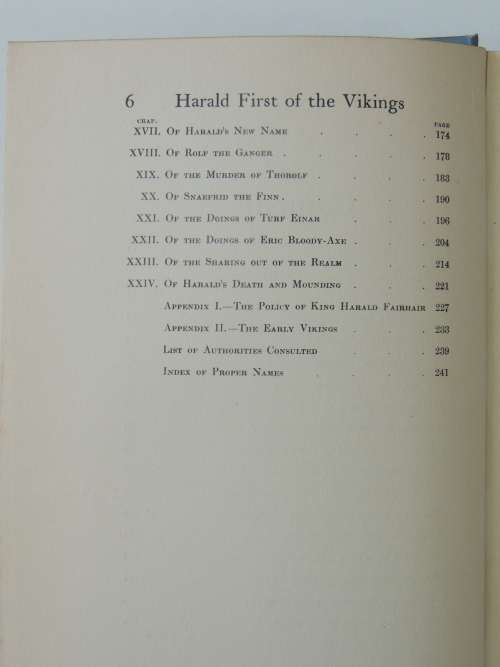 6 Harald First of the Vikings
CHAP. PAGE
XVII. Of Harald's New Name . . . . 174
XVIII. Of Rolf the Ganger . . . . . 178
XIX. Of the Murder of Thorolf . . . . 183
XX. Of Snaefrid the Finn . . . . . 190
XXI. Of the Doings of Turf Einar . . . 196
XXII. Of the Doings of Eric Bloody-Axe . . . 204
XXIII. Of the Sharing out of the Realm . . . 214
XXIV. Of Harald's Death and Mounding . . . 221
Appendix I.—The Policy of King Harald Fairhair 227
Appendix II.—The Early Vikings . . . 233
List of Authorities Consulted . . . 239
Index of Proper Names . . . . 241